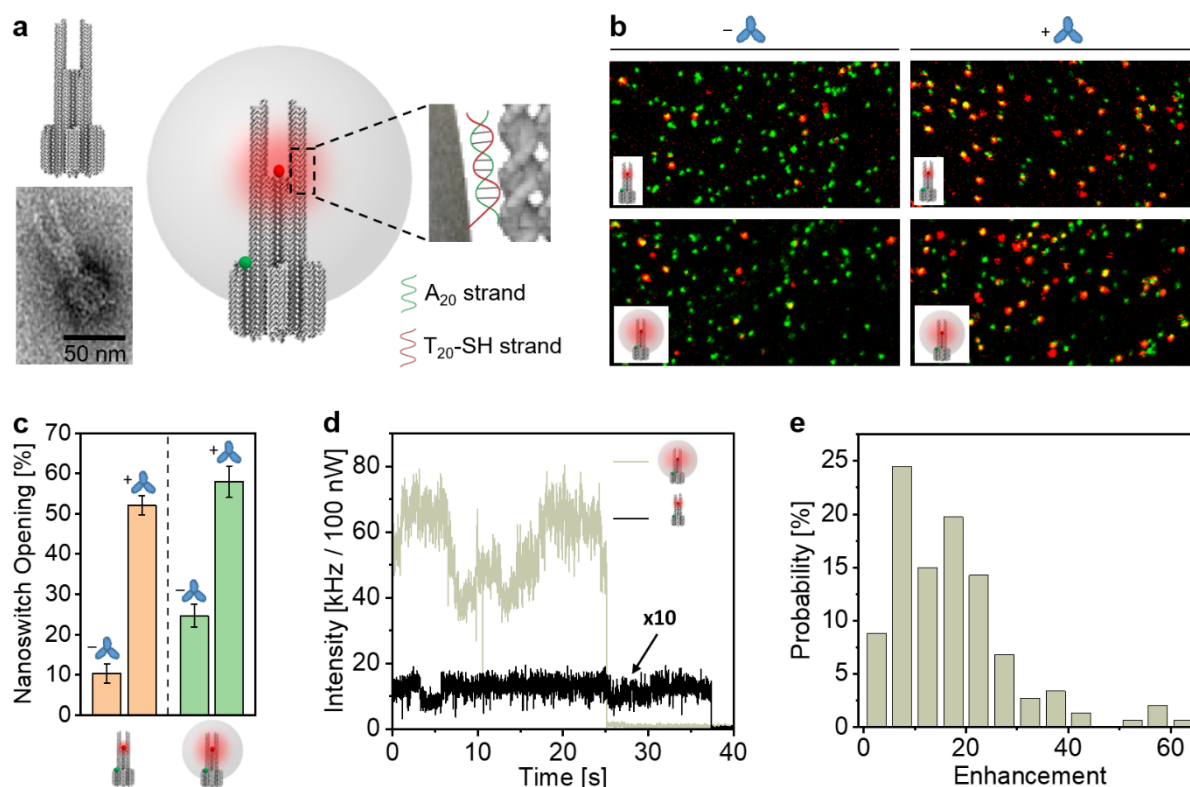 a
50 nm
A20 strand
T20-SH strand
b
−
+
c
Nanoswitch Opening [%]
70
60
50
40
30
20
10
0
−
+
−
+
d
Intensity [kHz / 100 nW]
100
80
60
40
20
0
x10
0 10 20 30 40
Time [s]
e
Probability [%]
25
20
15
10
5
0
0 20 40 60
Enhancement